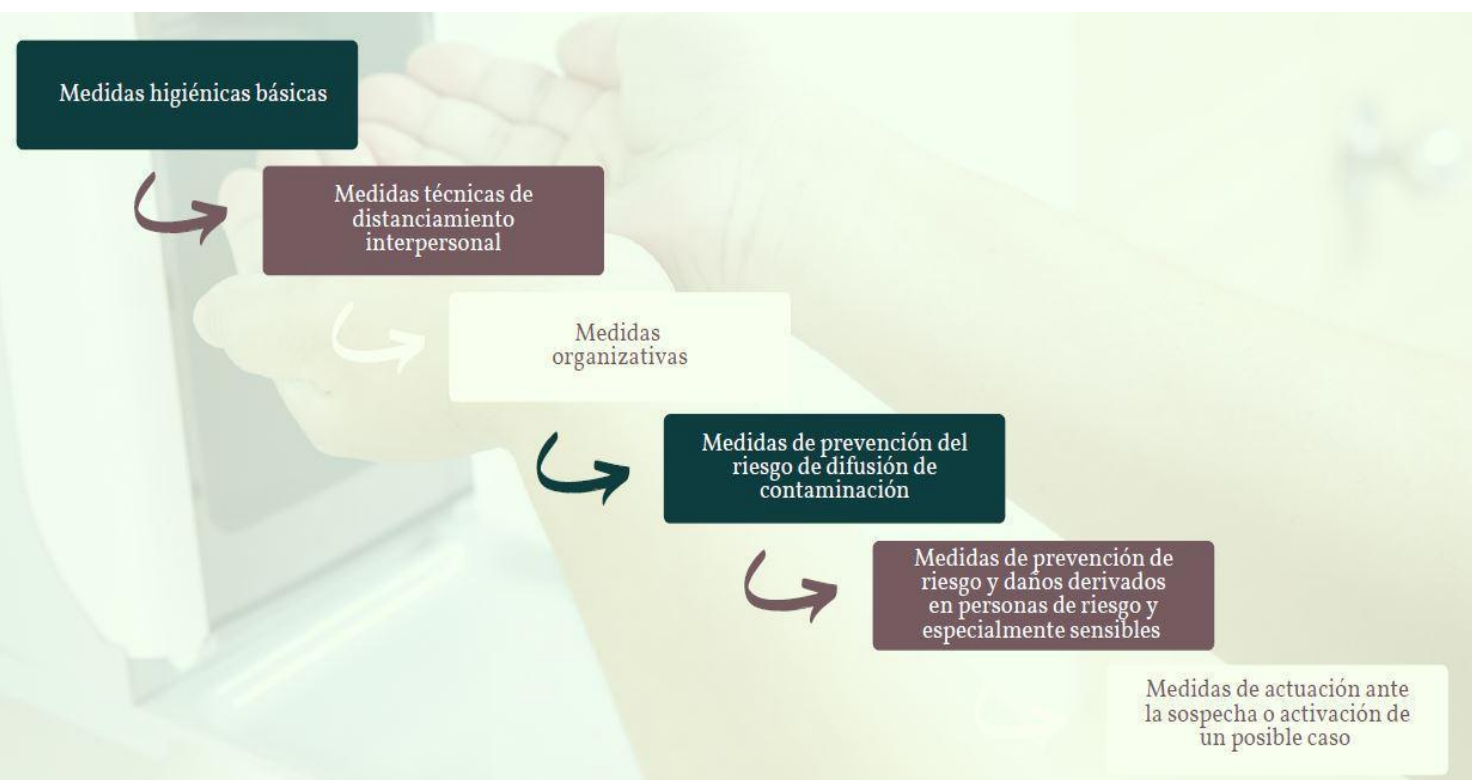 Medidas higiénicas básicas
Medidas técnicas de
distanciamiento
interpersonal
Medidas
organizativas
Medidas de prevención del
riesgo de difusión de
contaminación
Medidas de prevención de
riesgo y daños derivados
en personas de riesgo y
especialmente sensibles
Medidas de actuación ante
la sospecha o activación de
un posible caso